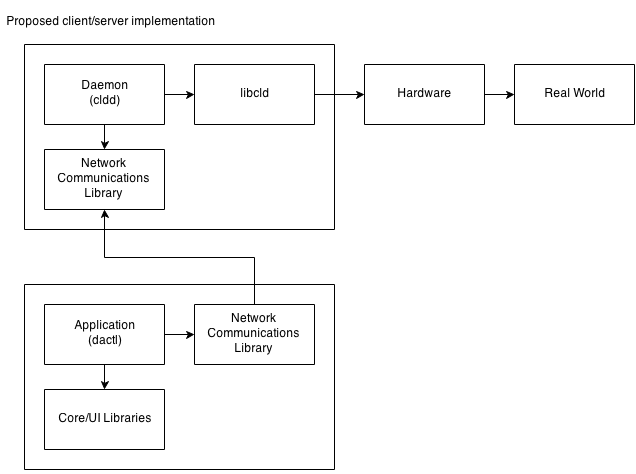 Proposed client/server implementation
Daemon
(cldd)
libcld
Hardware
Real World
Network
Communications
Library
Application
(dactl)
Network
Communications
Library
Core/UI Libraries